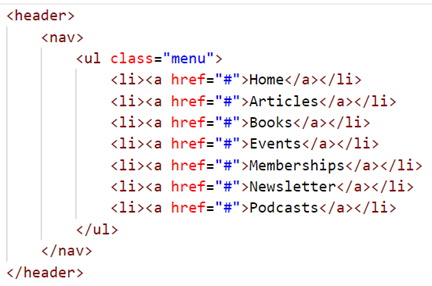 <header>
<nav>
<ul class="menu">
<li><a href="#">Home</a></li>
<li><a href="#">Articles</a></li>
<li><a href="#">Books</a></li>
<li><a href="#">Events</a></li>
<li><a href="#">Memberships</a></li>
<li><a href="#">Newsletter</a></li>
<li><a href="#">Podcasts</a></li>
</ul>
</nav>
</header>